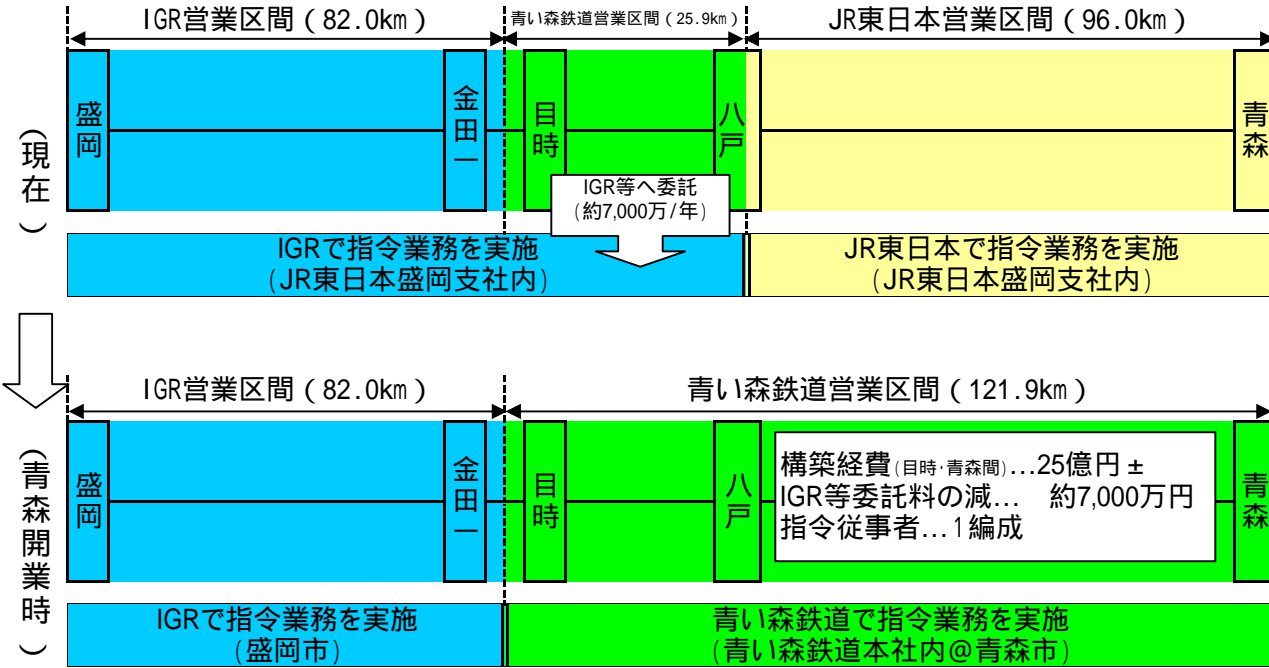 IGR営業区間（82.0km）
青い森鉄道営業区間（25.9km）
JR東日本営業区間（96.0km）
（現在）
盛岡
金田一
目時
八戸
青森
IGR等へ委託
（約7,000万/年）
IGRで指令業務を実施
（JR東日本盛岡支社内）
JR東日本で指令業務を実施
（JR東日本盛岡支社内）
IGR営業区間（82.0km）
青い森鉄道営業区間（121.9km）
（青森開業時）
盛岡
金田一
目時
八戸
青森
構築経費（目時・青森間）…25億円±
IGR等委託料の減… 約7,000万円
指令従事者…1編成
IGRで指令業務を実施
（盛岡市）
青い森鉄道で指令業務を実施
（青い森鉄道本社内＠青森市）